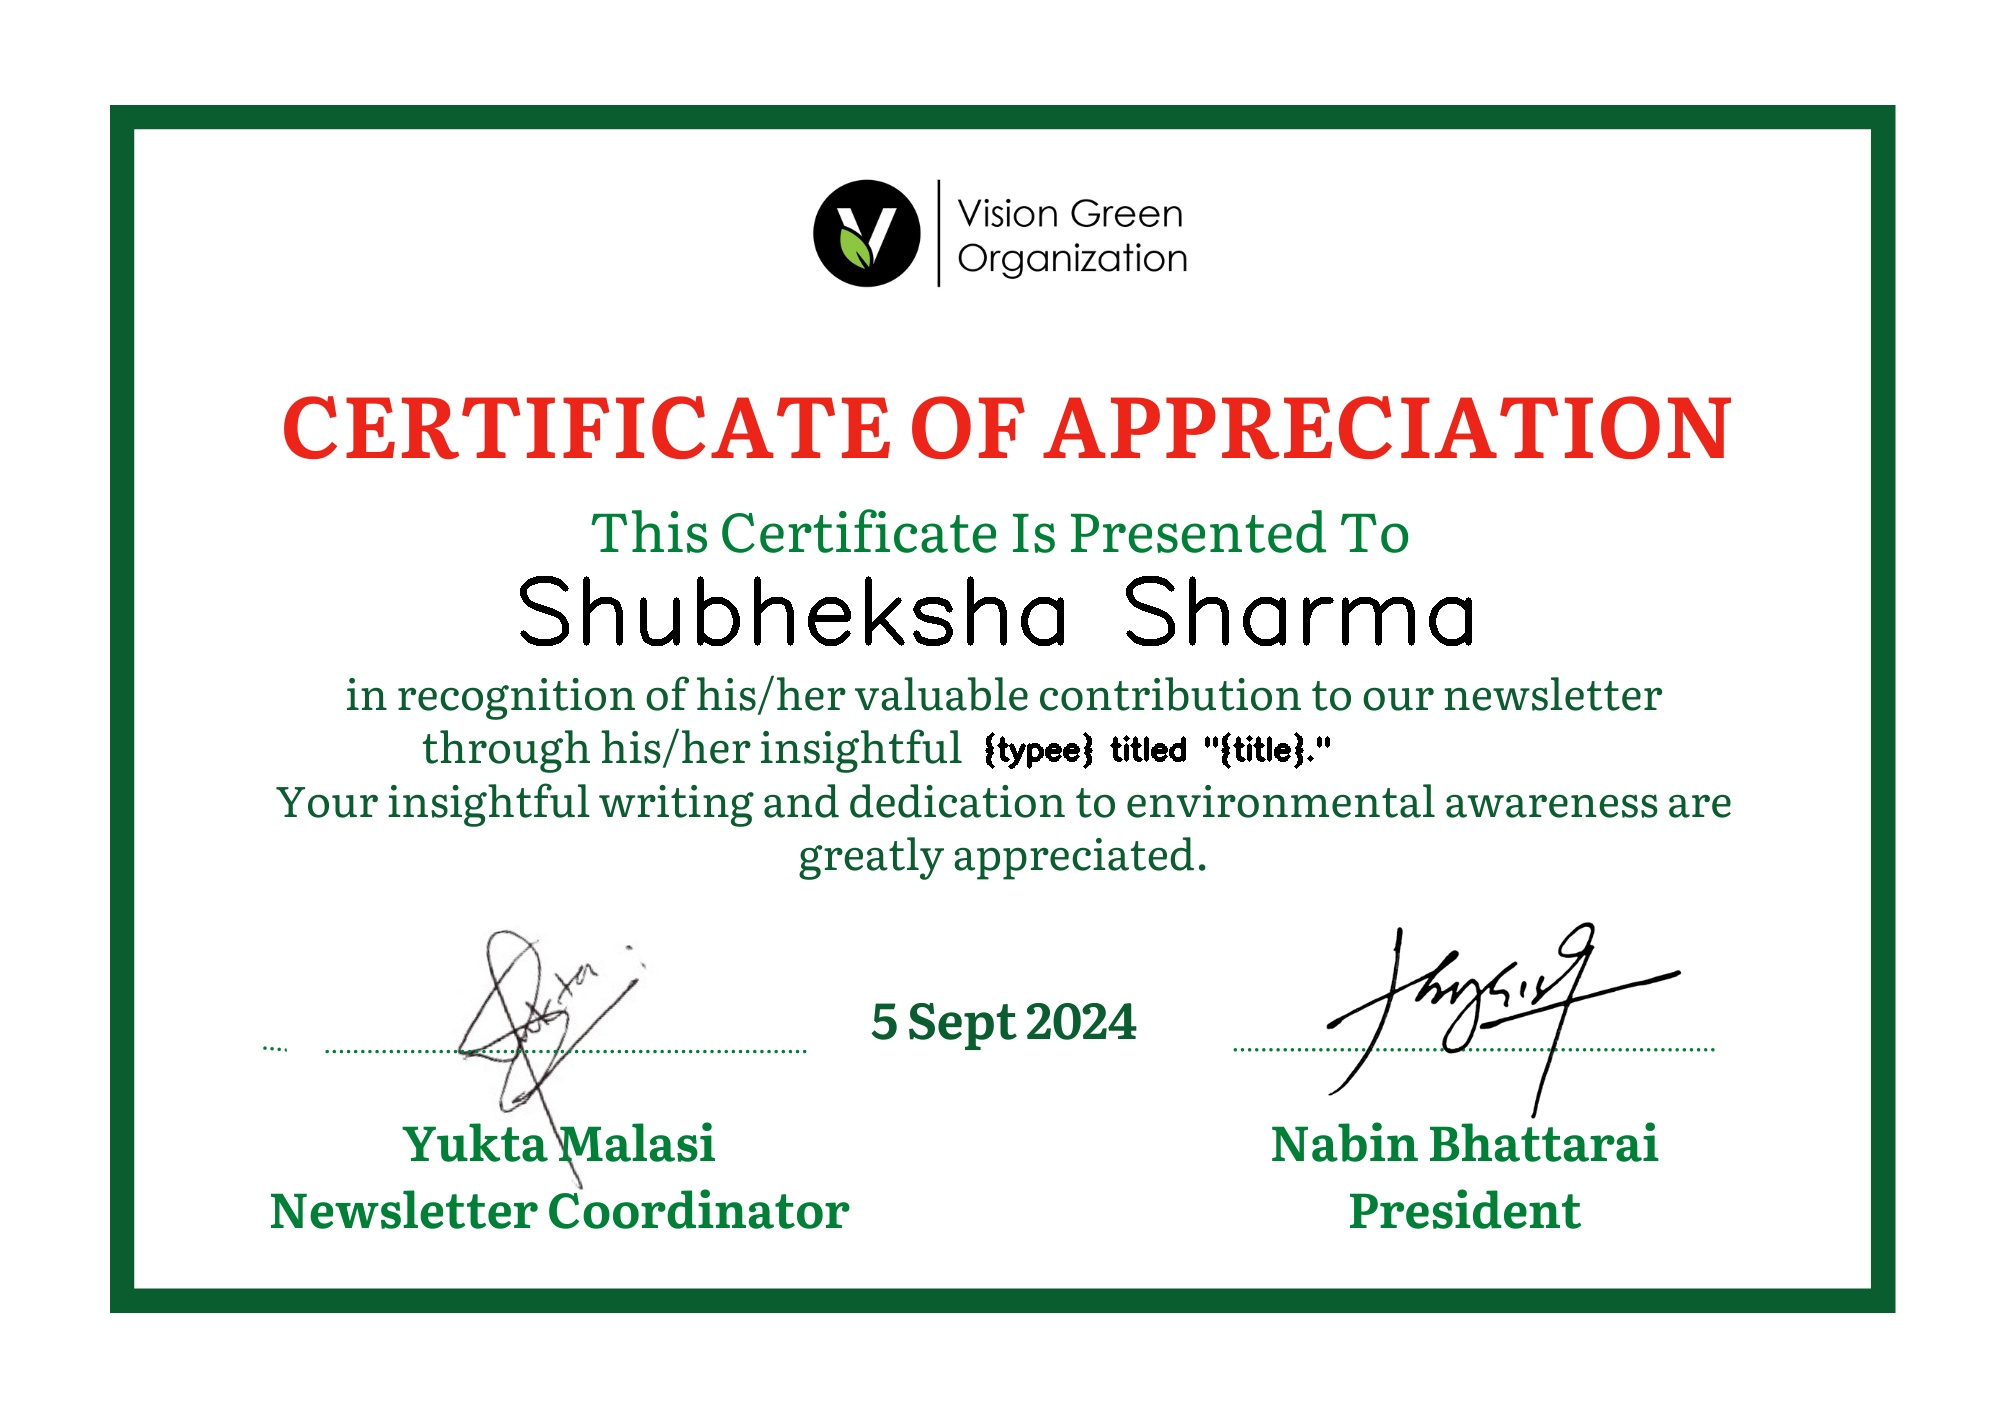 Vision Green
Organization
CERTIFICATE OF APPRECIATION
This Certificate Is Presented To
Shubheksha Sharma
in recognition of his/her valuable contribution to our newsletter
through his/her insightful {typee} titled "{title}."
Your insightful writing and dedication to environmental awareness are
greatly appreciated.
5 Sept 2024
Yukta Malasi
Newsletter Coordinator
Nabin Bhattarai
President